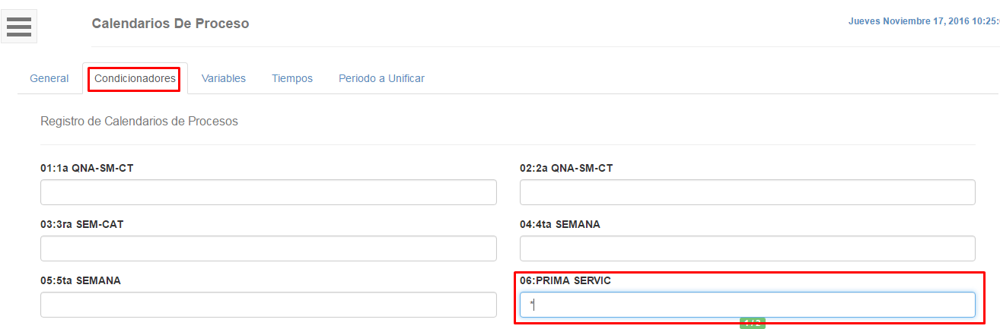 Calendarios De Proceso
Jueves Noviembre 17, 2016 10:25:
General Condicionadores Variables Tiempos Periodo a Unificar
Registro de Calendarios de Procesos
01:1a QNA-SM-CT
02:2a QNA-SM-CT
03:3ra SEM-CAT
04:4ta SEMANA
05:5ta SEMANA
06:PRIMA SERVIC
*